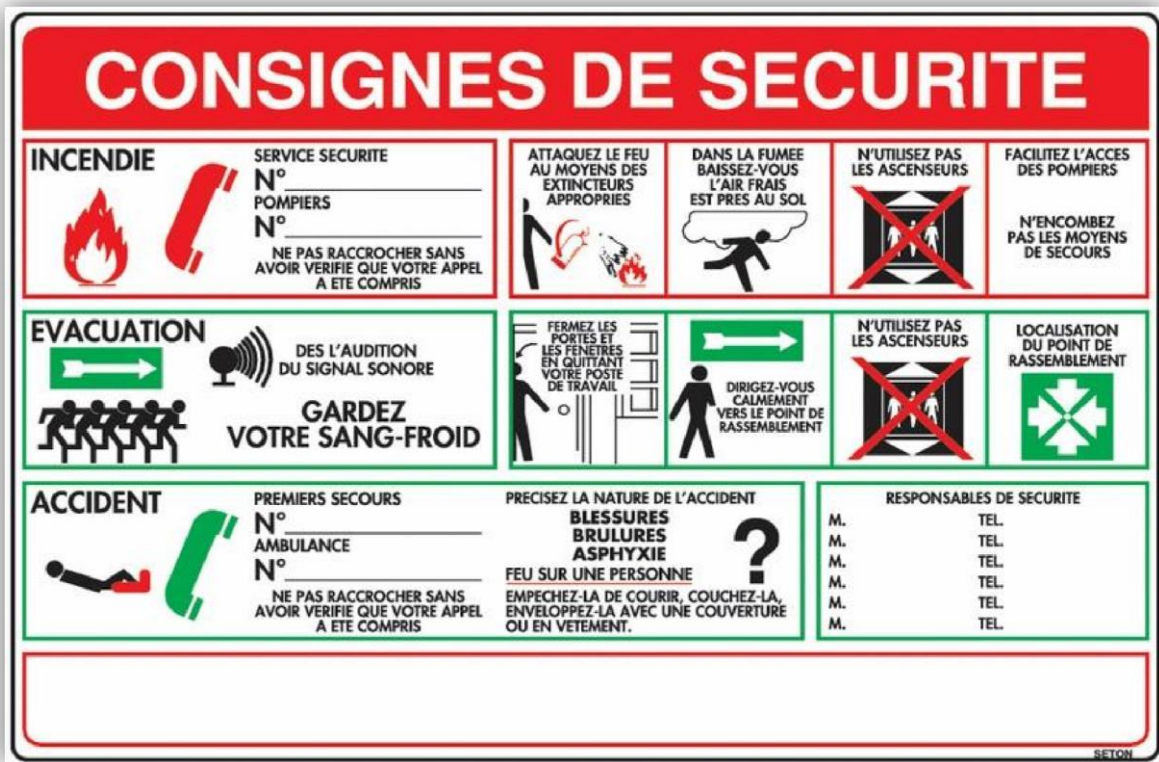 CONSIGNES DE SECURITE
INCENDIE
SERVICE SECURITE
N°
POMPIERS
N°
NE PAS RACCROCHER SANS
AVOIR VERIFIE QUE VOTRE APPEL
A ETE COMPRIS
ATTAQUEZ LE FEU
AU MOYENS DES
EXTINCTEURS
APPROPRIES
DANS LA FUMEE
BAISSEZ-VOUS
L'AIR FRAIS
EST PRES AU SOL
N'UTILISEZ PAS
LES ASCENSEURS
FACILITEZ L'ACCES
DES POMPIERS
N'ENCOMBEZ
PAS LES MOYENS
DE SECOURS
EVACUATION
DES L'AUDITION
DU SIGNAL SONORE
GARDEZ
VOTRE SANG-FROID
FERMEZ LES
PORTES ET
LES FENETRES
EN QUITTANT
VOTRE POSTE
DE TRAVAIL
DIRIGEZ-VOUS
CALMEMENT
VERS LE POINT DE
RASSEMBLEMENT
N'UTILISEZ PAS
LES ASCENSEURS
LOCALISATION
DU POINT DE
RASSEMBLEMENT
ACCIDENT
PREMIERS SECOURS
N°
AMBULANCE
N°
NE PAS RACCROCHER SANS
AVOIR VERIFIE QUE VOTRE APPEL
A ETE COMPRIS
PRECISEZ LA NATURE DE L'ACCIDENT
BLESSURES
BRULURES
ASPHYXIE
?
FEU SUR UNE PERSONNE
EMPECHEZ-LA DE COURIR, COUCHEZ-LA,
ENVELOPPEZ-LA AVEC UNE COUVERTURE
OU EN VETEMENT.
RESPONSABLES DE SECURITE
M. TEL.
M. TEL.
M. TEL.
M. TEL.
M. TEL.
M. TEL.
SETON